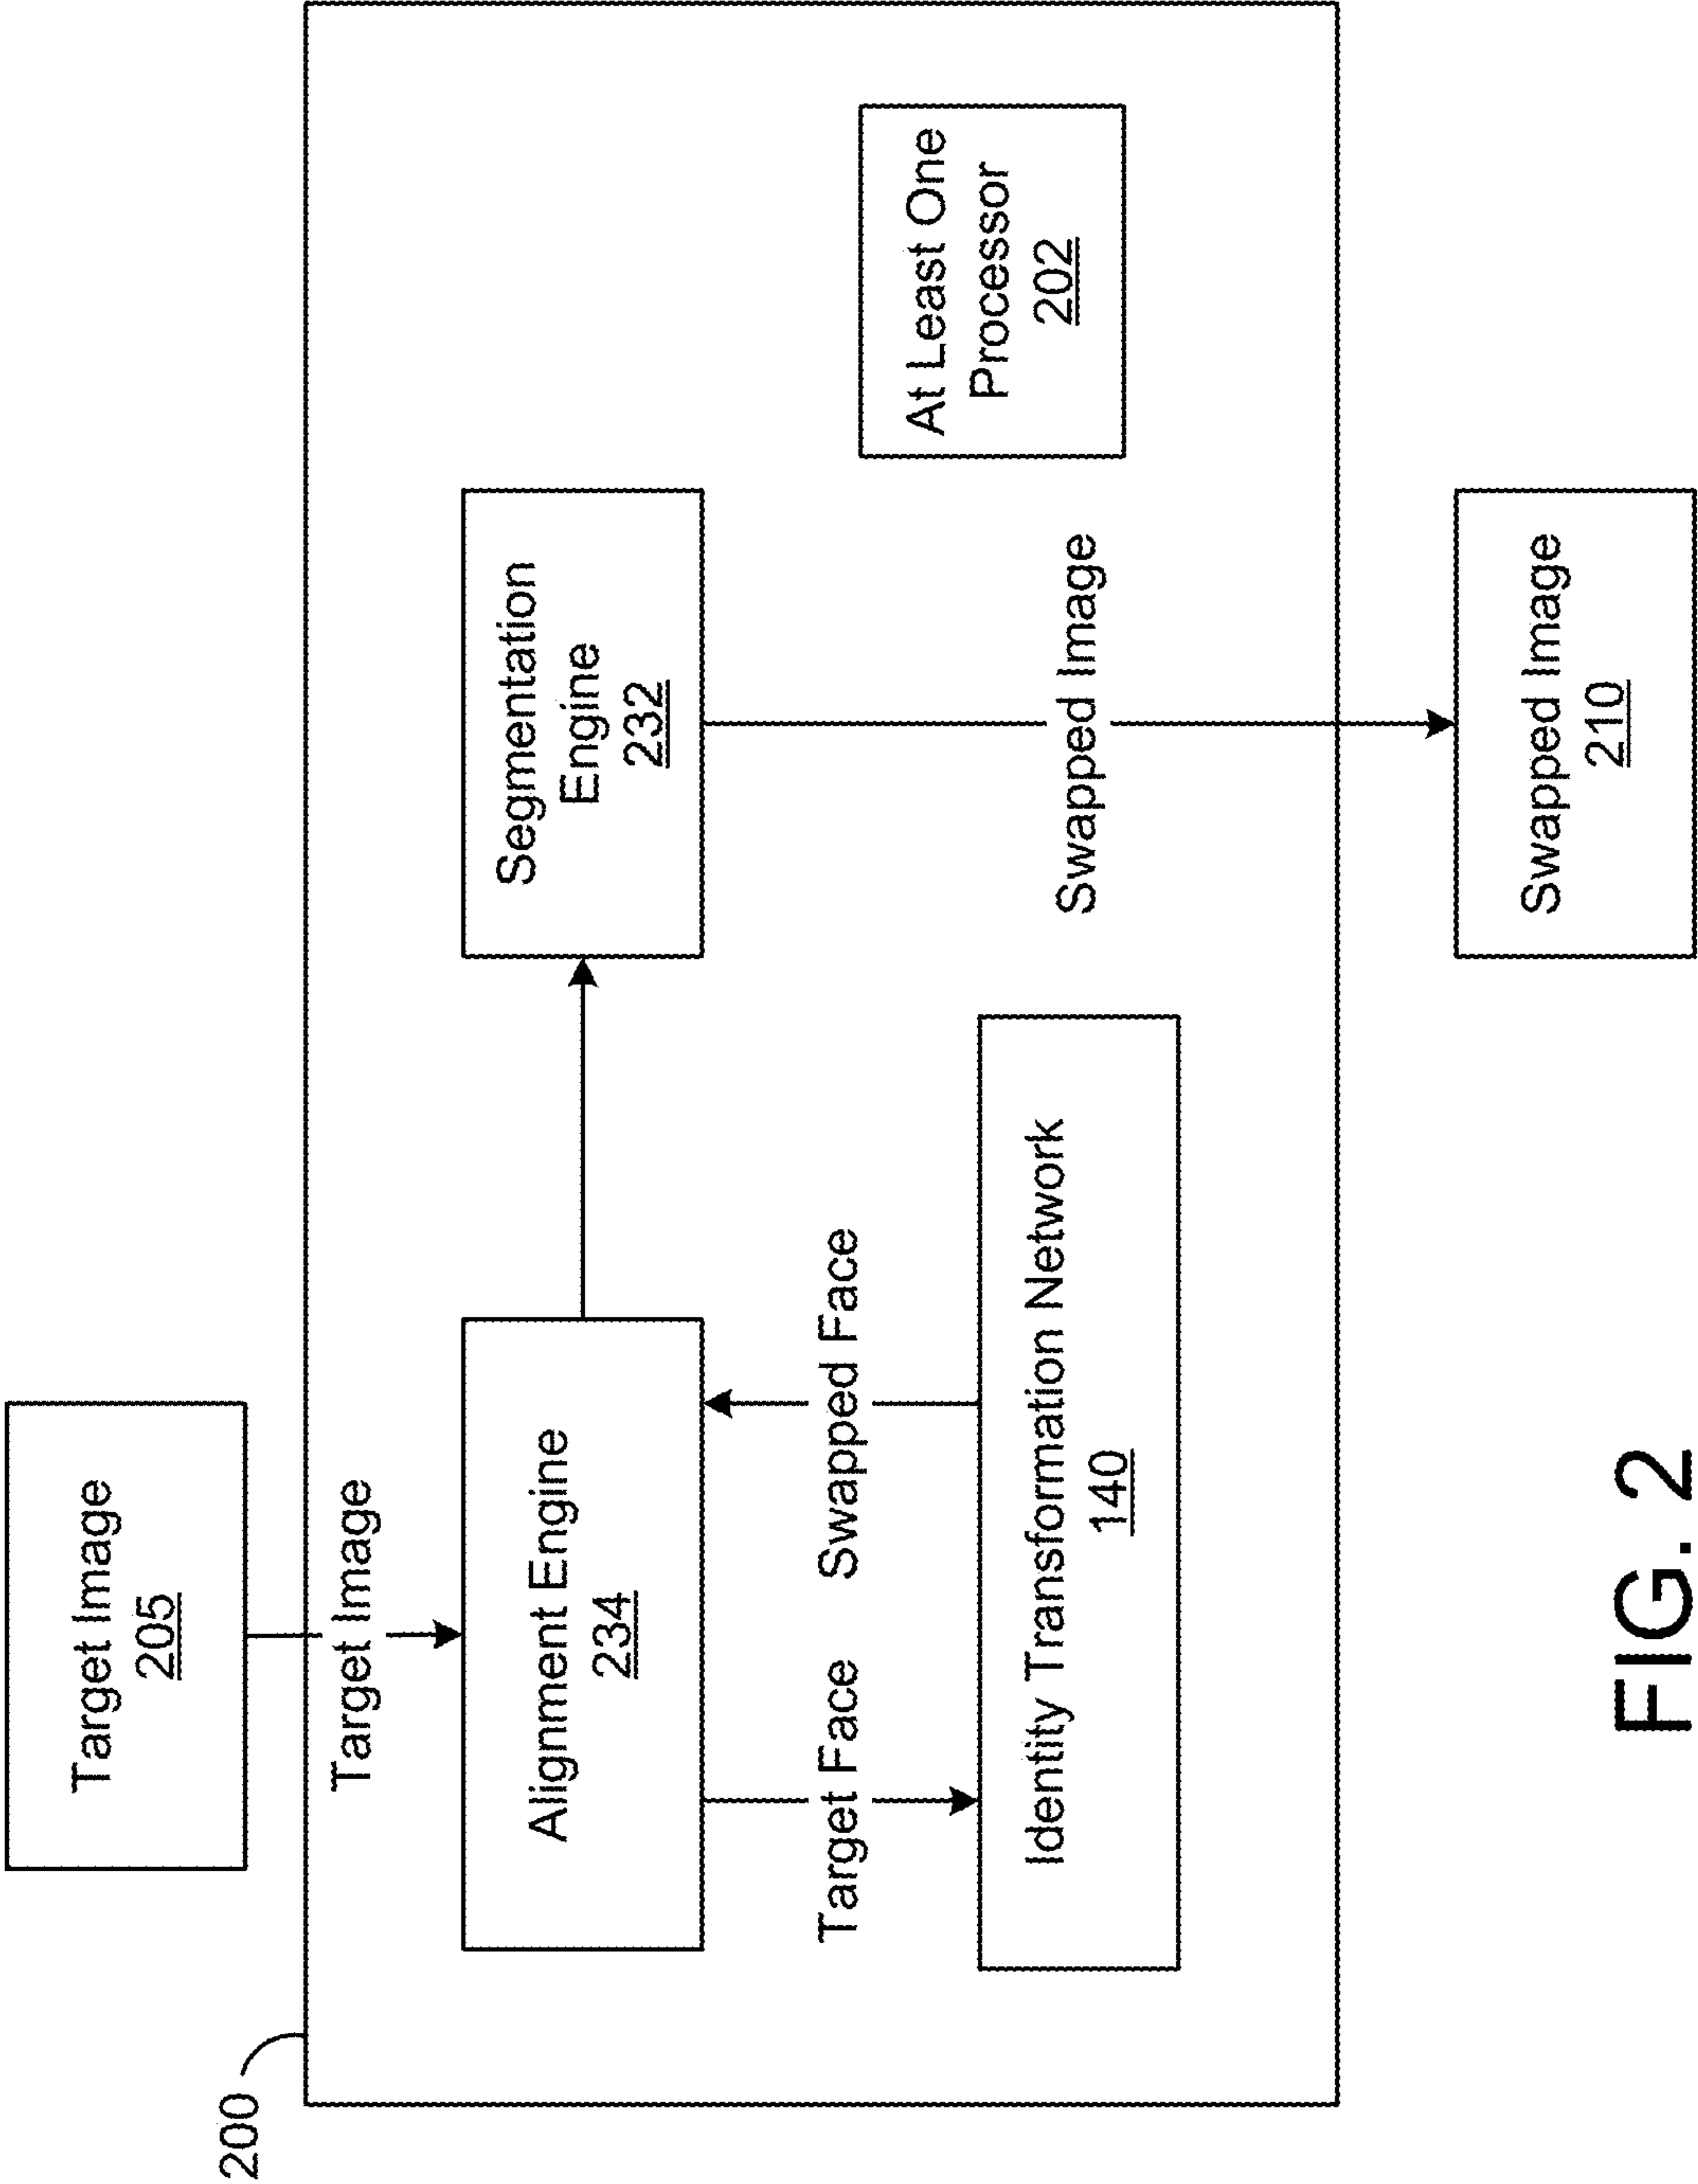 200
Target Image
205
Target Image
Alignment Engine
234
Segmentation
Engine
232
Target Face
Swapped Face
Identity Transformation Network
140
At Least One
Processor
202
Swapped Image
Swapped Image
210
FIG. 2